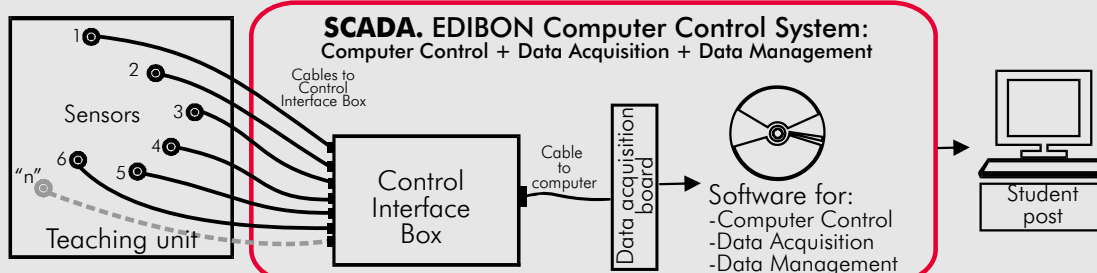 SCADA. EDIBON Computer Control System:
Computer Control + Data Acquisition + Data Management
1
2
3
4
5
6
“n”
Sensors
Teaching unit
Cables to
Control
Interface Box
Control
Interface
Box
Cable
to
computer
Data acquisition
board
Software for:
-Computer Control
-Data Acquisition
-Data Management
Student
post